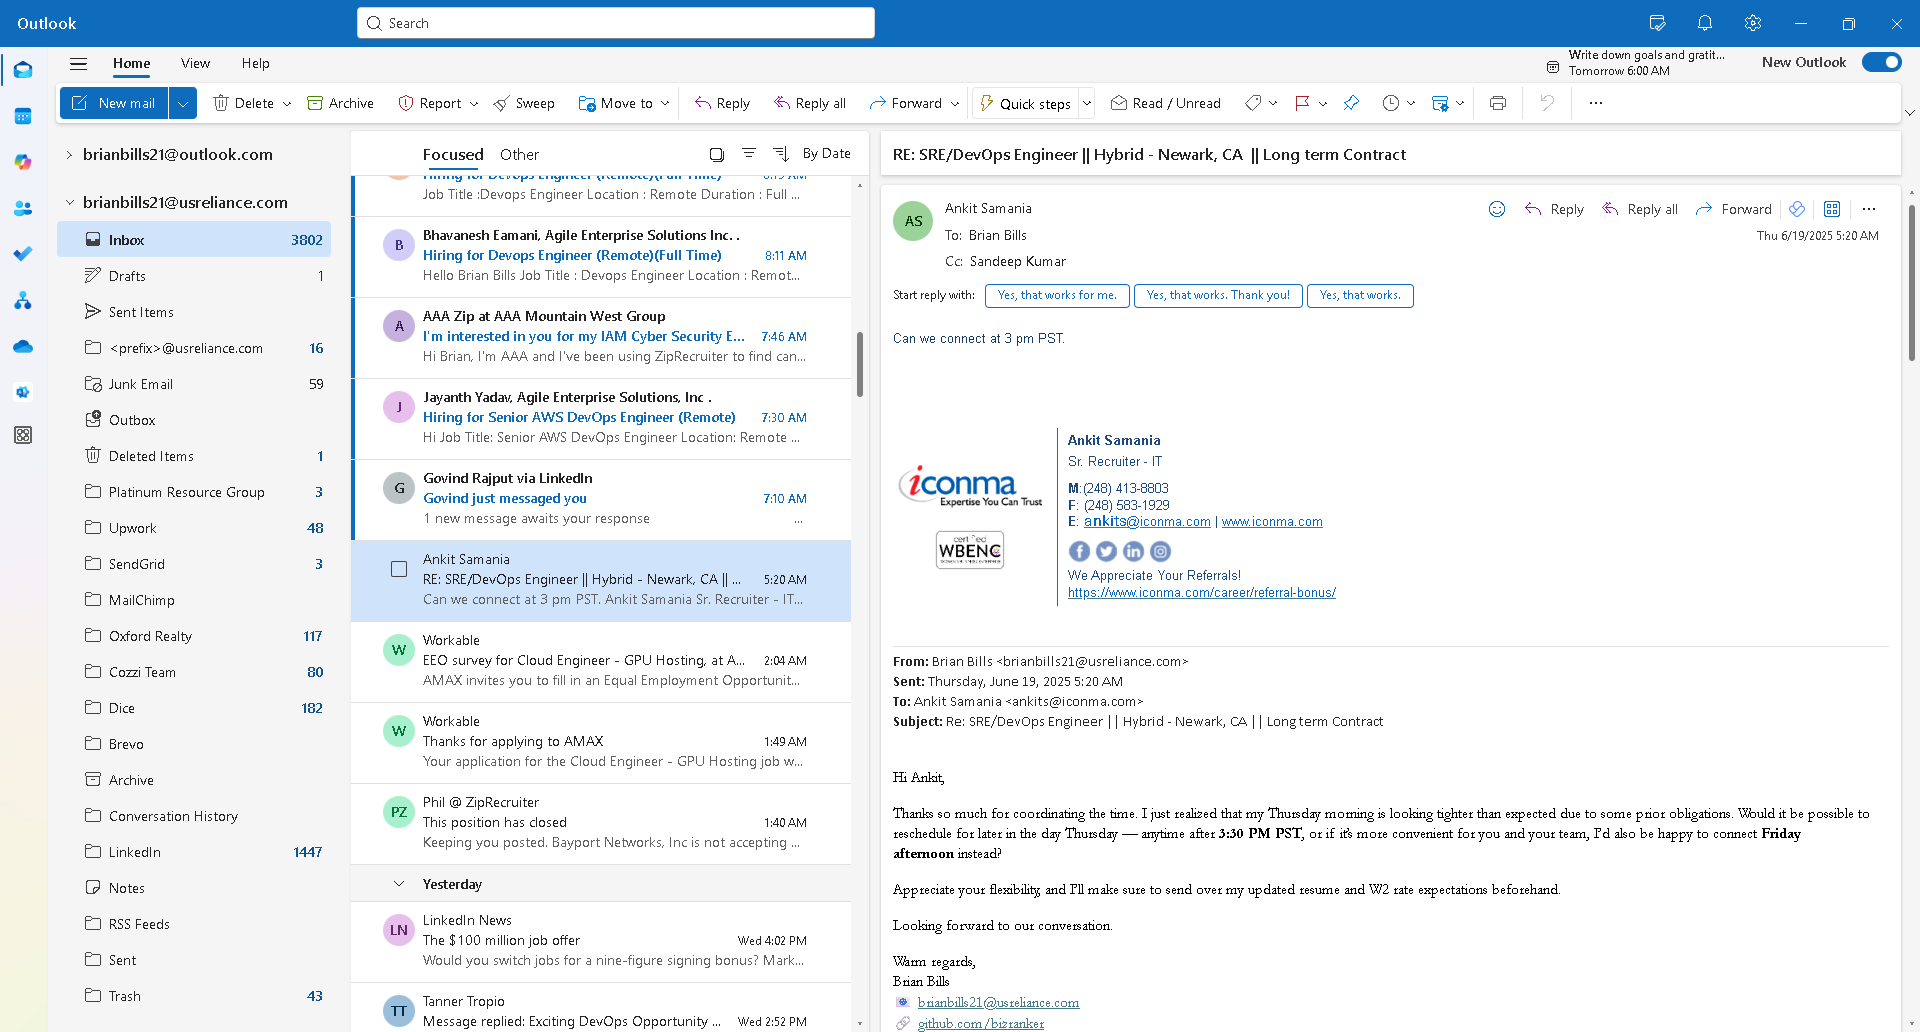 Outlook
Search
Home
View
Help
Write down goals and gratit...
Tomorrow 6:00 AM
New Outlook
New mail
Delete
Archive
Report
Sweep
Move to
Reply
Reply all
Forward
Quick steps
Read / Unread
brianbills21@outlook.com
brianbills21@usreliance.com
Inbox 3802
Drafts 1
Sent Items
<prefix>@usreliance.com 16
Junk Email 59
Outbox
Deleted Items 1
Platinum Resource Group 3
Upwork 48
SendGrid 3
MailChimp
Oxford Realty 117
Cozzi Team 80
Dice 182
Brevo
Archive
Conversation History
LinkedIn 1447
Notes
RSS Feeds
Sent
Trash 43
Focused
Other
By Date
Hiring for Devops Engineer (Remote)(Full Time) 8:19 AM
Job Title :Devops Engineer Location : Remote Duration : Full ...
B
Bhavanesh Eamani, Agile Enterprise Solutions Inc. .
Hiring for Devops Engineer (Remote)(Full Time) 8:11 AM
Hello Brian Bills Job Title : Devops Engineer Location : Remot...
A
AAA Zip at AAA Mountain West Group
I'm interested in you for my IAM Cyber Security E... 7:46 AM
Hi Brian, I'm AAA and I've been using ZipRecruiter to find can...
J
Jayanth Yadav, Agile Enterprise Solutions, Inc .
Hiring for Senior AWS DevOps Engineer (Remote) 7:30 AM
Hi Job Title: Senior AWS DevOps Engineer Location: Remote ...
G
Govind Rajput via LinkedIn
Govind just messaged you 7:10 AM
1 new message awaits your response ...
Ankit Samania
RE: SRE/DevOps Engineer || Hybrid - Newark, CA || ... 5:20 AM
Can we connect at 3 pm PST. Ankit Samania Sr. Recruiter - IT...
W
Workable
EEO survey for Cloud Engineer - GPU Hosting, at A... 2:04 AM
AMAX invites you to fill in an Equal Employment Opportunit...
W
Workable
Thanks for applying to AMAX 1:49 AM
Your application for the Cloud Engineer - GPU Hosting job w...
PZ
Phil @ ZipRecruiter
This position has closed 1:40 AM
Keeping you posted. Bayport Networks, Inc is not accepting ...
Yesterday
LN
LinkedIn News
The $100 million job offer Wed 4:02 PM
Would you switch jobs for a nine-figure signing bonus? Mark...
TT
Tanner Tropio
Message replied: Exciting DevOps Opportunity ... Wed 2:52 PM
RE: SRE/DevOps Engineer || Hybrid - Newark, CA || Long term Contract
AS
Ankit Samania
To: Brian Bills
Cc: Sandeep Kumar
Reply
Reply all
Forward
Thu 6/19/2025 5:20 AM
Start reply with:
Yes, that works for me.
Yes, that works. Thank you!
Yes, that works.
Can we connect at 3 pm PST.
iconma
Expertise You Can Trust
certified
WBENC
Ankit Samania
Sr. Recruiter - IT
M:(248) 413-8803
F: (248) 583-1929
E: ankits@iconma.com | www.iconma.com
We Appreciate Your Referrals!
https://www.iconma.com/career/referral-bonus/
From: Brian Bills <brianbills21@usreliance.com>
Sent: Thursday, June 19, 2025 5:20 AM
To: Ankit Samania <ankits@iconma.com>
Subject: Re: SRE/DevOps Engineer || Hybrid - Newark, CA || Long term Contract
Hi Ankit,
Thanks so much for coordinating the time. I just realized that my Thursday morning is looking tighter than expected due to some prior obligations. Would it be possible to
reschedule for later in the day Thursday — anytime after 3:30 PM PST, or if it's more convenient for you and your team, I'd also be happy to connect Friday
afternoon instead?
Appreciate your flexibility, and I'll make sure to send over my updated resume and W2 rate expectations beforehand.
Looking forward to our conversation.
Warm regards,
Brian Bills
brianbills21@usreliance.com
github.com/bizranker